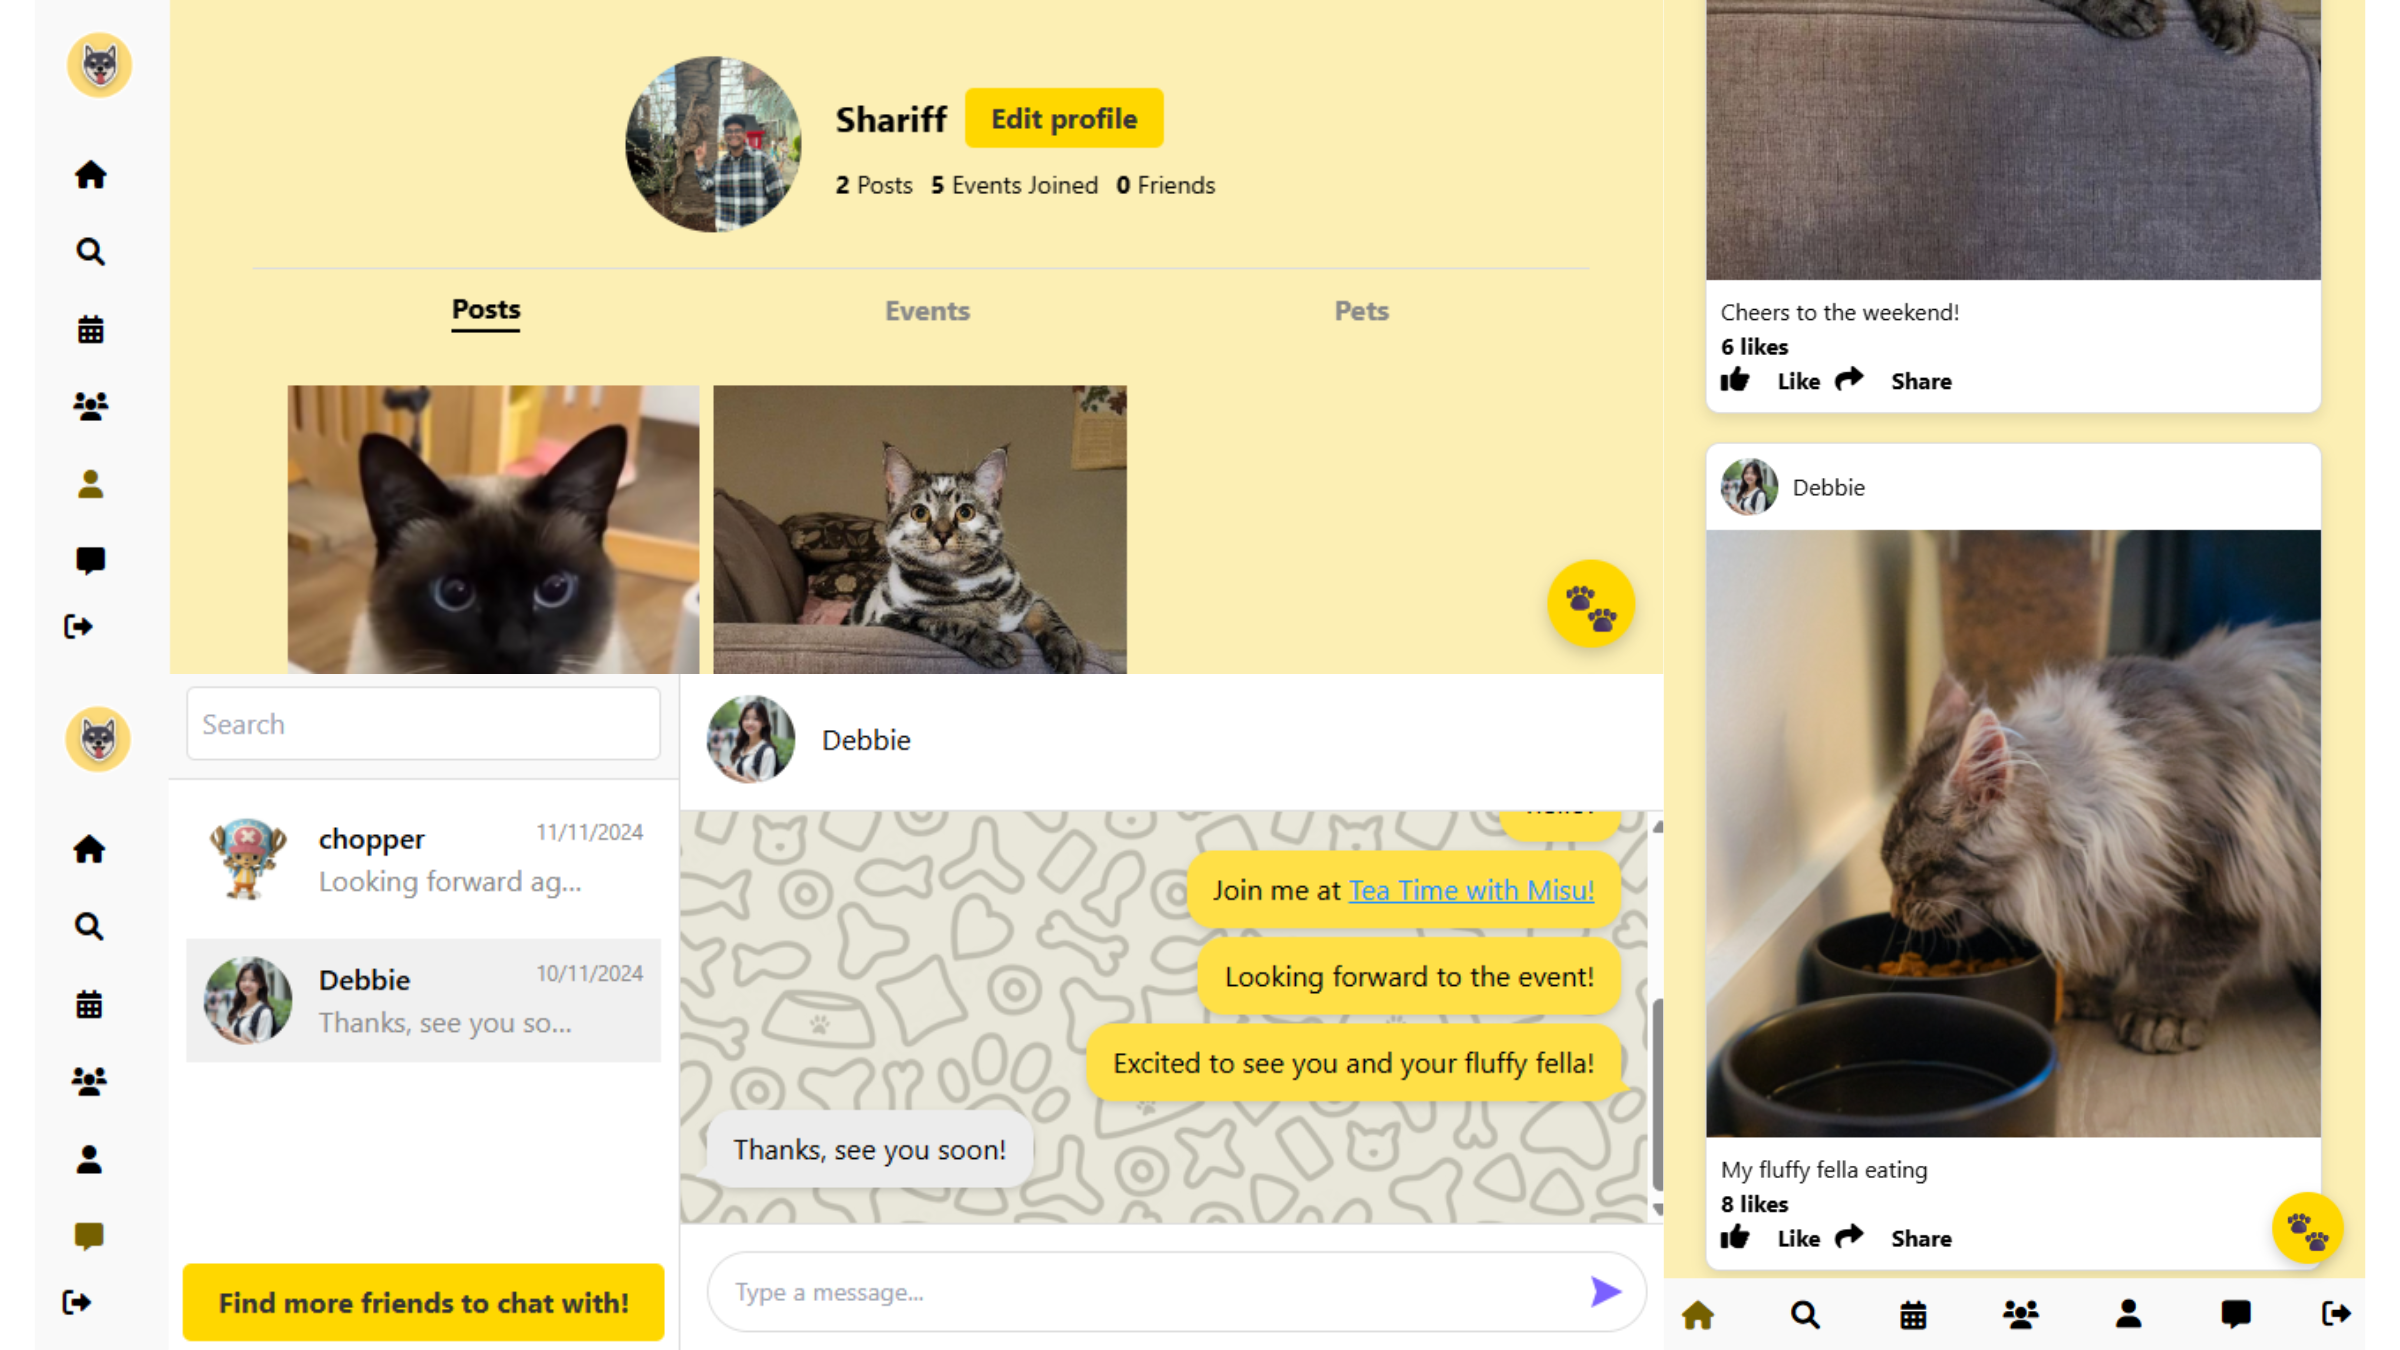 Shariff
Edit profile
2 Posts 5 Events Joined 0 Friends
Posts
Events
Pets
Search
chopper
11/11/2024
Looking forward ag...
Debbie
10/11/2024
Thanks, see you so...
Find more friends to chat with!
Debbie
Join me at Tea Time with Misu!
Looking forward to the event!
Excited to see you and your fluffy fella!
Thanks, see you soon!
Type a message...
Cheers to the weekend!
6 likes
Like Share
Debbie
My fluffy fella eating
8 likes
Like Share